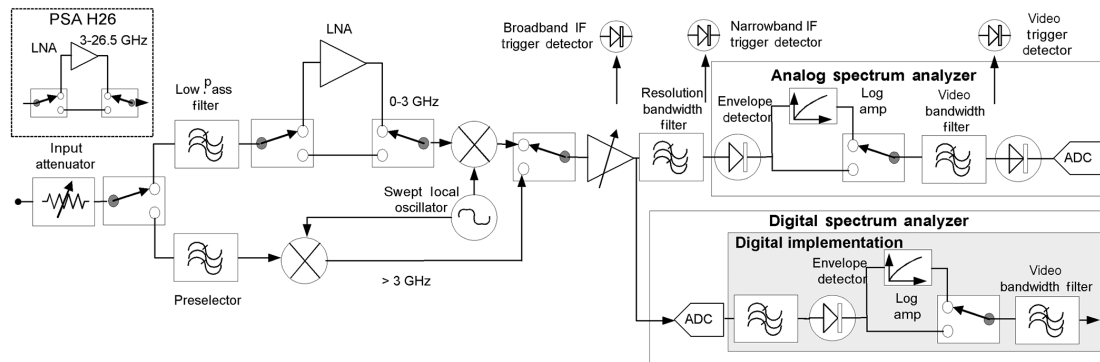 PSA H26
LNA
3-26.5 GHz
LNA
Broadband IF
trigger detector
Narrowband IF
trigger detector
Video
trigger
detector
Low pass
filter
0-3 GHz
Input
attenuator
Swept local
oscillator
> 3 GHz
Preselector
Analog spectrum analyzer
Resolution
bandwidth
filter
Envelope
detector
Log
amp
Video
bandwidth
filter
ADC
Digital spectrum analyzer
Digital implementation
Envelope
detector
Log
amp
Video
bandwidth filter
ADC